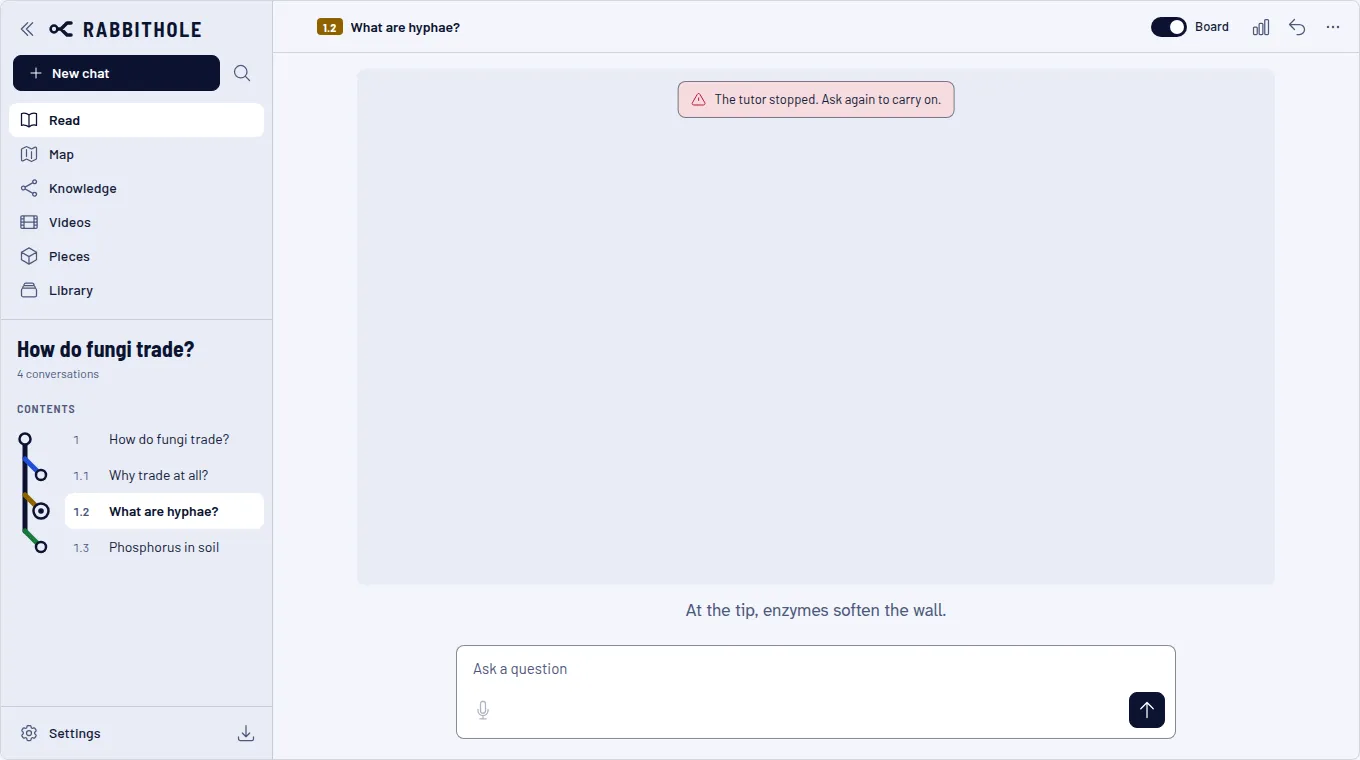 RABBITHOLE
New chat
Read
Map
Knowledge
Videos
Pieces
Library
How do fungi trade?
4 conversations
CONTENTS
1 How do fungi trade?
1.1 Why trade at all?
1.2 What are hyphae?
1.3 Phosphorus in soil
Settings
1.2 What are hyphae?
Board
The tutor stopped. Ask again to carry on.
At the tip, enzymes soften the wall.
Ask a question